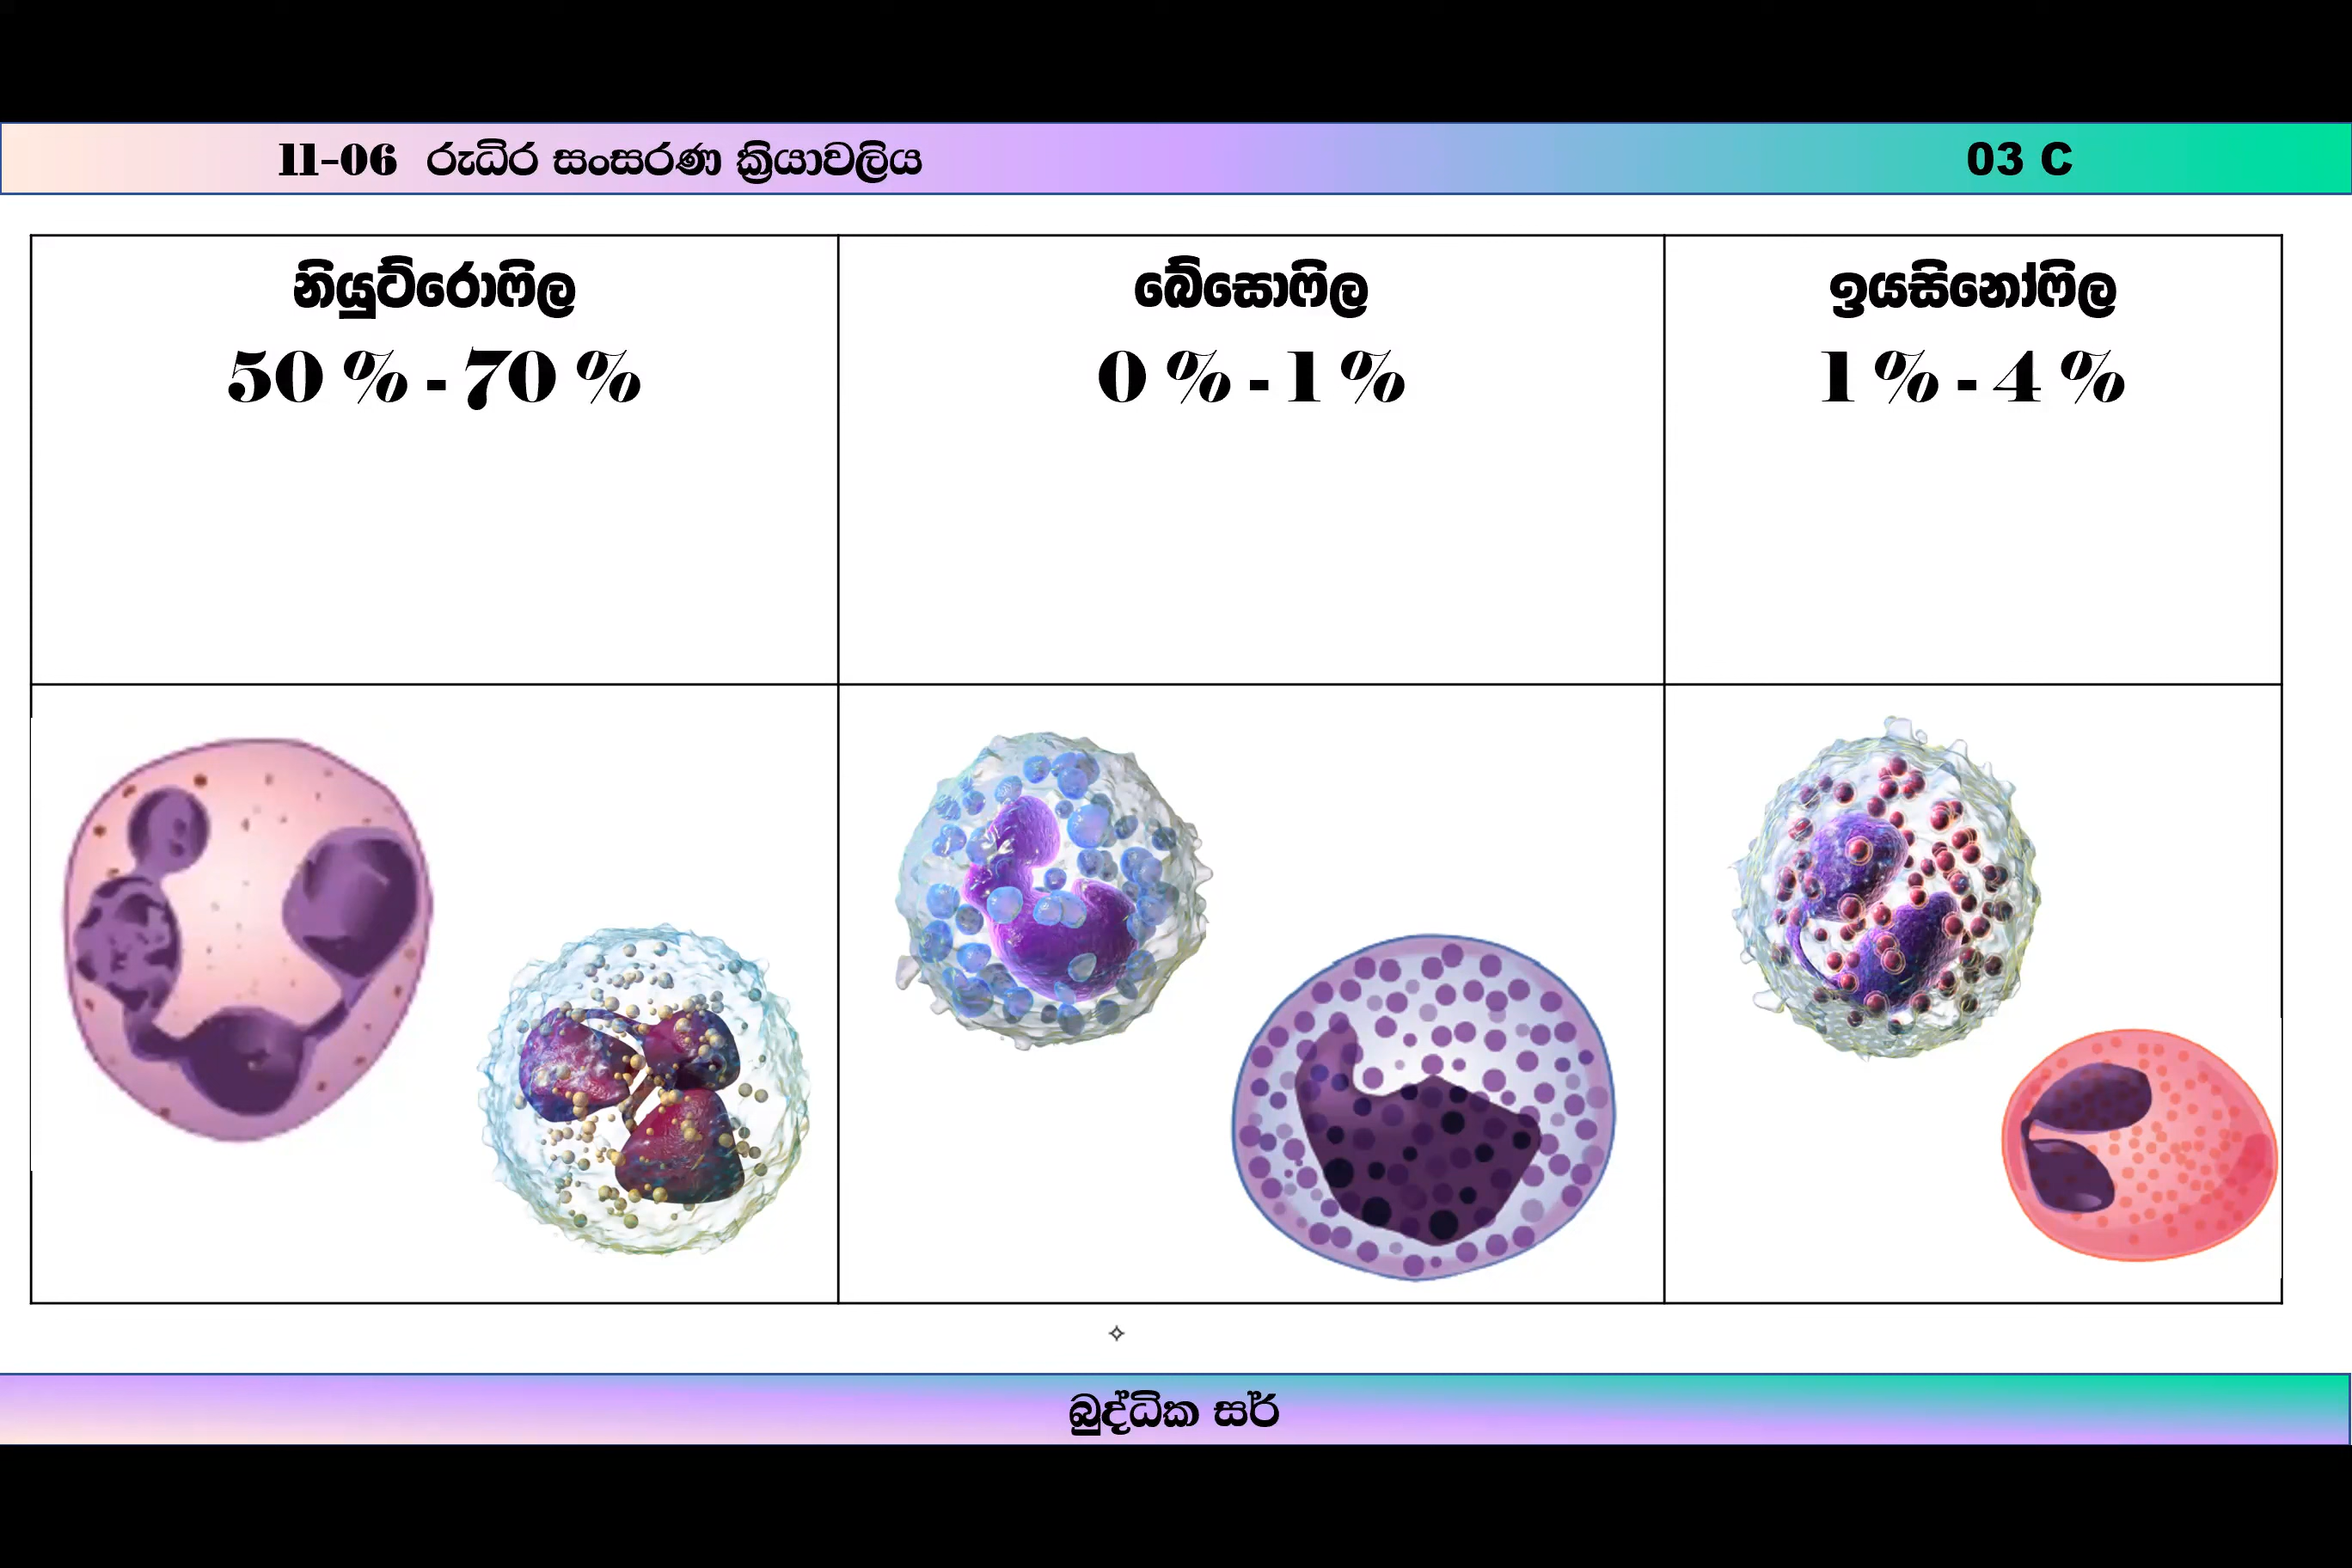 11-06 රුධිර සංසරණ ක්‍රියාවලිය
03 C
නියුට්රොෆිල
50 % - 70 %
බේසොෆිල
0 % - 1 %
ඉයසිනෝෆිල
1 % - 4 %
බුද්ධික සර්